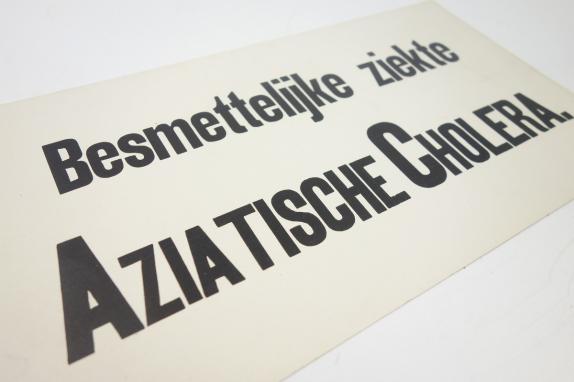 Besmettelijke ziekte
AZIATISCHE CHOLERA.